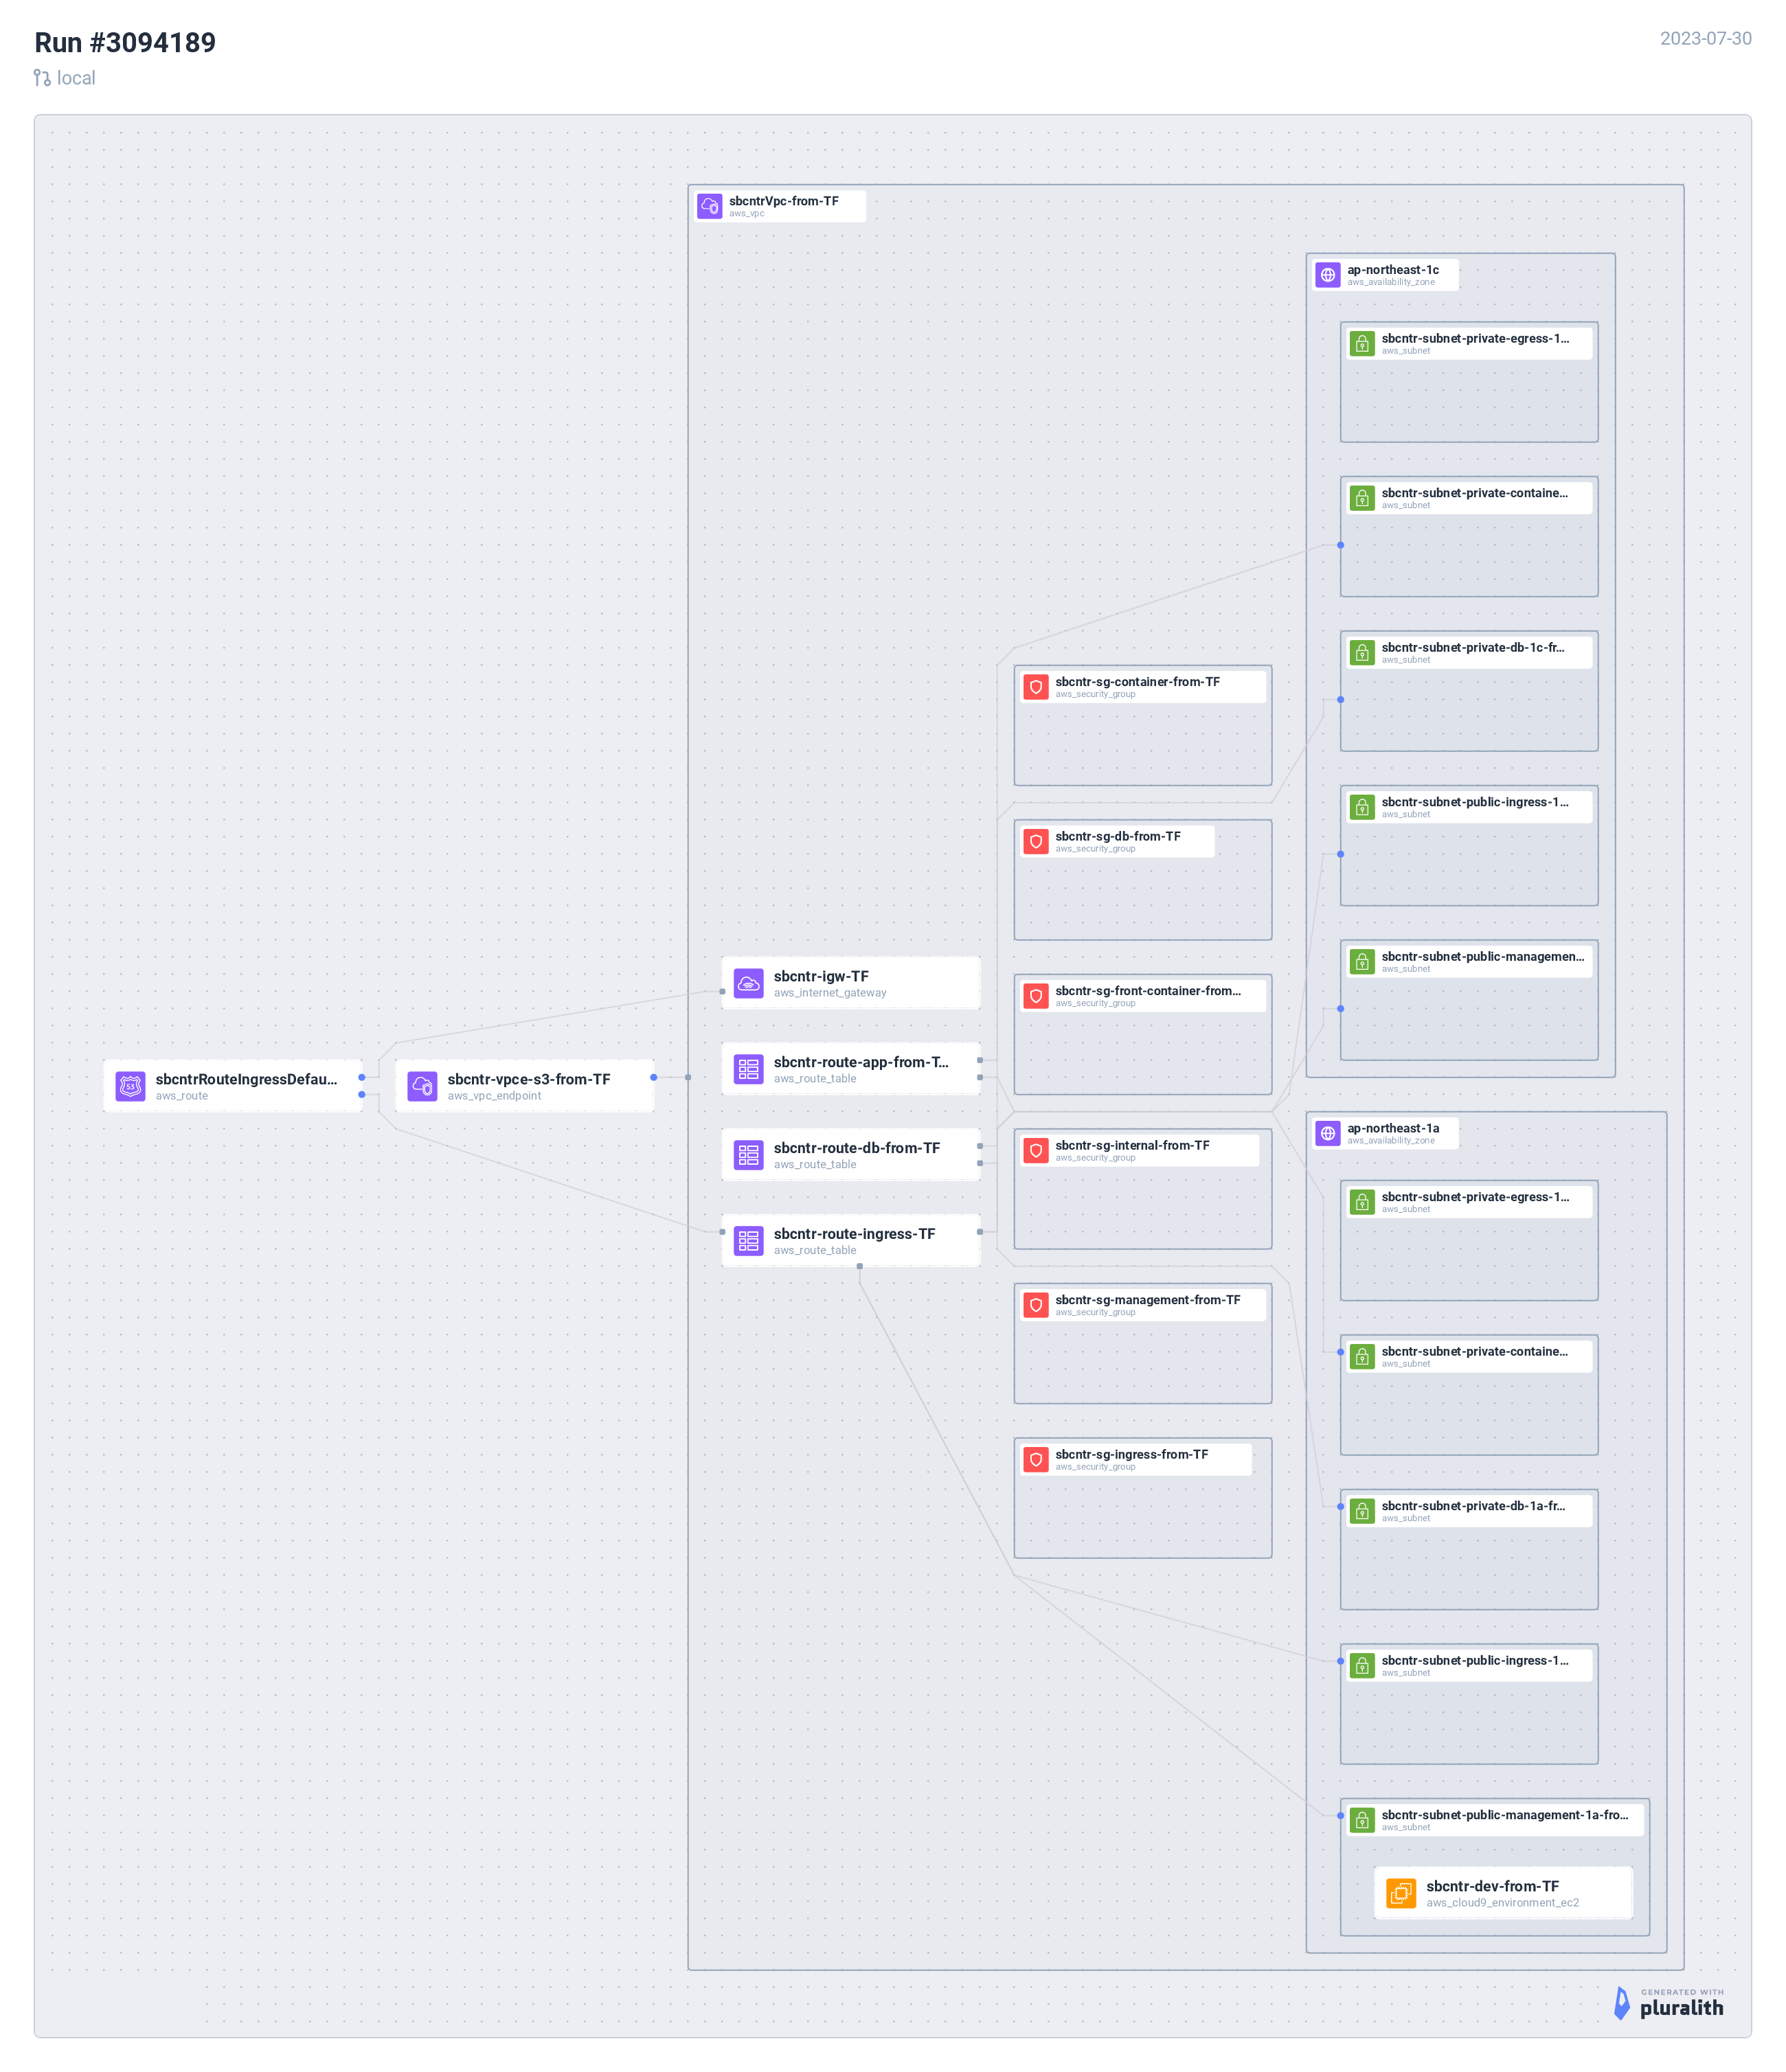 Run #3094189
2023-07-30
local
sbcntrVpc-from-TF
aws_vpc
ap-northeast-1c
aws_availability_zone
sbcntr-subnet-private-egress-1...
aws_subnet
sbcntr-subnet-private-containe...
aws_subnet
sbcntr-subnet-private-db-1c-fr...
aws_subnet
sbcntr-sg-container-from-TF
aws_security_group
sbcntr-subnet-public-ingress-1...
aws_subnet
sbcntr-sg-db-from-TF
aws_security_group
sbcntr-subnet-public-managemen...
aws_subnet
sbcntr-igw-TF
aws_internet_gateway
sbcntr-sg-front-container-from...
aws_security_group
sbcntrRouteIngressDefau...
aws_route
53
sbcntr-vpce-s3-from-TF
aws_vpc_endpoint
sbcntr-route-app-from-T...
aws_route_table
sbcntr-route-db-from-TF
aws_route_table
sbcntr-sg-internal-from-TF
aws_security_group
ap-northeast-1a
aws_availability_zone
sbcntr-subnet-private-egress-1...
aws_subnet
sbcntr-route-ingress-TF
aws_route_table
sbcntr-sg-management-from-TF
aws_security_group
sbcntr-subnet-private-containe...
aws_subnet
sbcntr-sg-ingress-from-TF
aws_security_group
sbcntr-subnet-private-db-1a-fr...
aws_subnet
sbcntr-subnet-public-ingress-1...
aws_subnet
sbcntr-subnet-public-management-1a-fro...
aws_subnet
sbcntr-dev-from-TF
aws_cloud9_environment_ec2
GENERATED WITH
pluralith